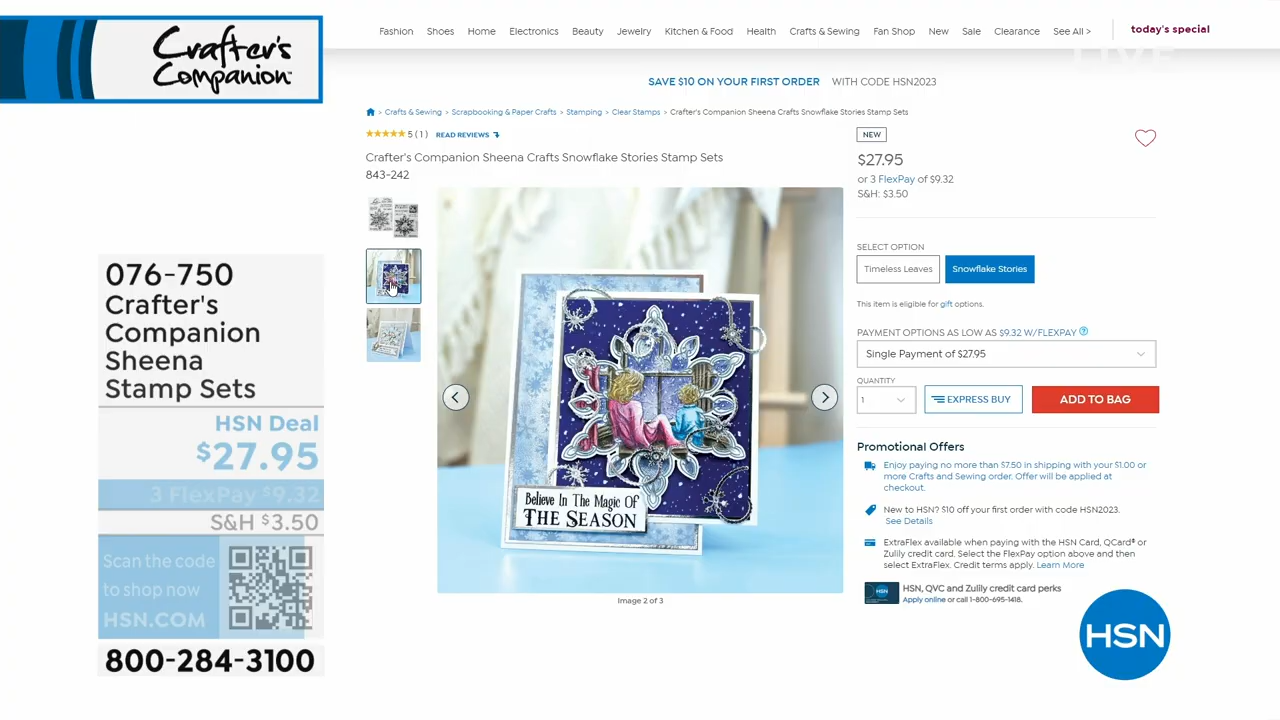 Crafter's
Companion
Fashion Shoes Home Electronics Beauty Jewelry Kitchen & Food Health Crafts & Sewing Fan Shop New Sale Clearance See All > today's special
LIVE
SAVE $10 ON YOUR FIRST ORDER WITH CODE HSN2023
> Crafts & Sewing > Scrapbooking & Paper Crafts > Stamping > Clear Stamps > Crafter's Companion Sheena Crafts Snowflake Stories Stamp Sets
5 (1) READ REVIEWS
Crafter's Companion Sheena Crafts Snowflake Stories Stamp Sets
843-242
Believe In The Magic Of
THE SEASON
Image 2 of 3
NEW
$27.95
or 3 FlexPay of $9.32
S&H: $3.50
SELECT OPTION
Timeless Leaves Snowflake Stories
This item is eligible for gift options.
PAYMENT OPTIONS AS LOW AS $9.32 W/FLEXPAY ?
Single Payment of $27.95
QUANTITY
1 EXPRESS BUY ADD TO BAG
Promotional Offers
Enjoy paying no more than $7.50 in shipping with your $1.00 or
more Crafts and Sewing order. Offer will be applied at
checkout.
New to HSN? $10 off your first order with code HSN2023.
See Details
ExtraFlex available when paying with the HSN Card, QCard® or
Zulily credit card. Select the FlexPay option above and then
select ExtraFlex. Credit terms apply. Learn More
HSN, QVC and Zulily credit card perks
Apply online or call 1-800-695-1418.
HSN
076-750
Crafter's
Companion
Sheena
Stamp Sets
HSN Deal
$27.95
3 FlexPay $9.32
S&H $3.50
Scan the code
to shop now
HSN.COM
800-284-3100